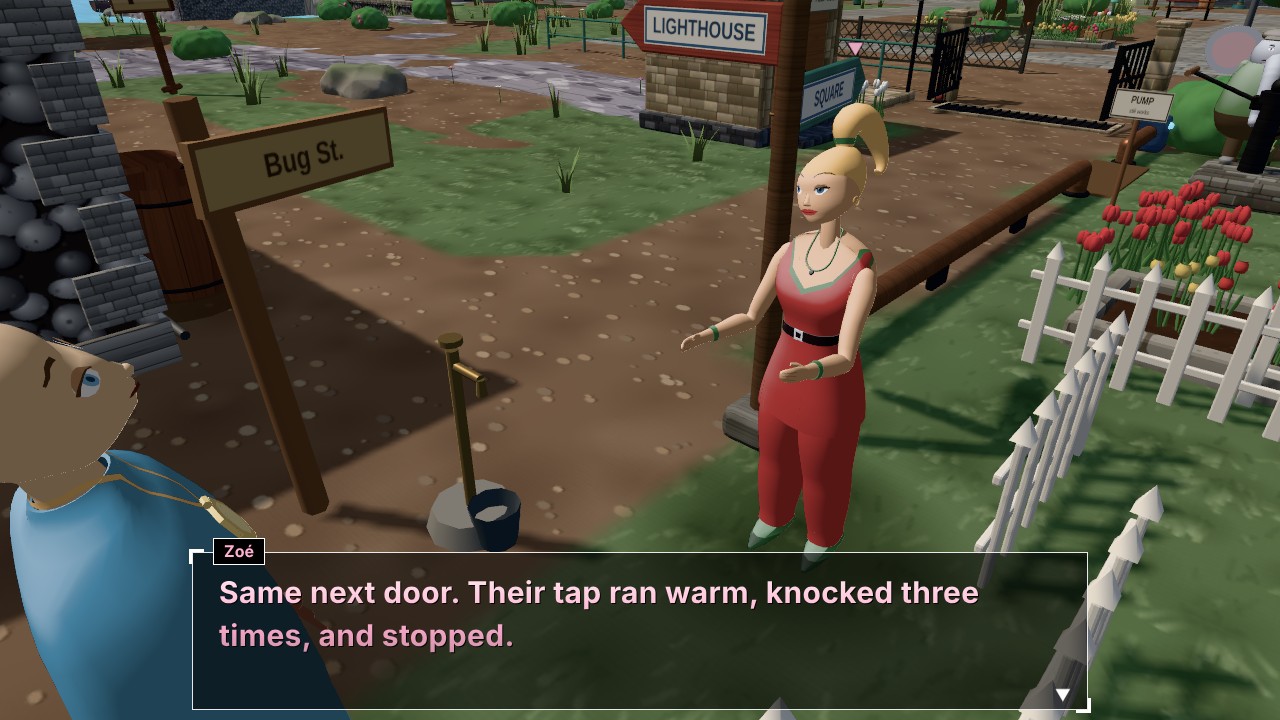 LIGHTHOUSE
SQUARE
PUMP
Bug St.
Zoé
Same next door. Their tap ran warm, knocked three
times, and stopped.